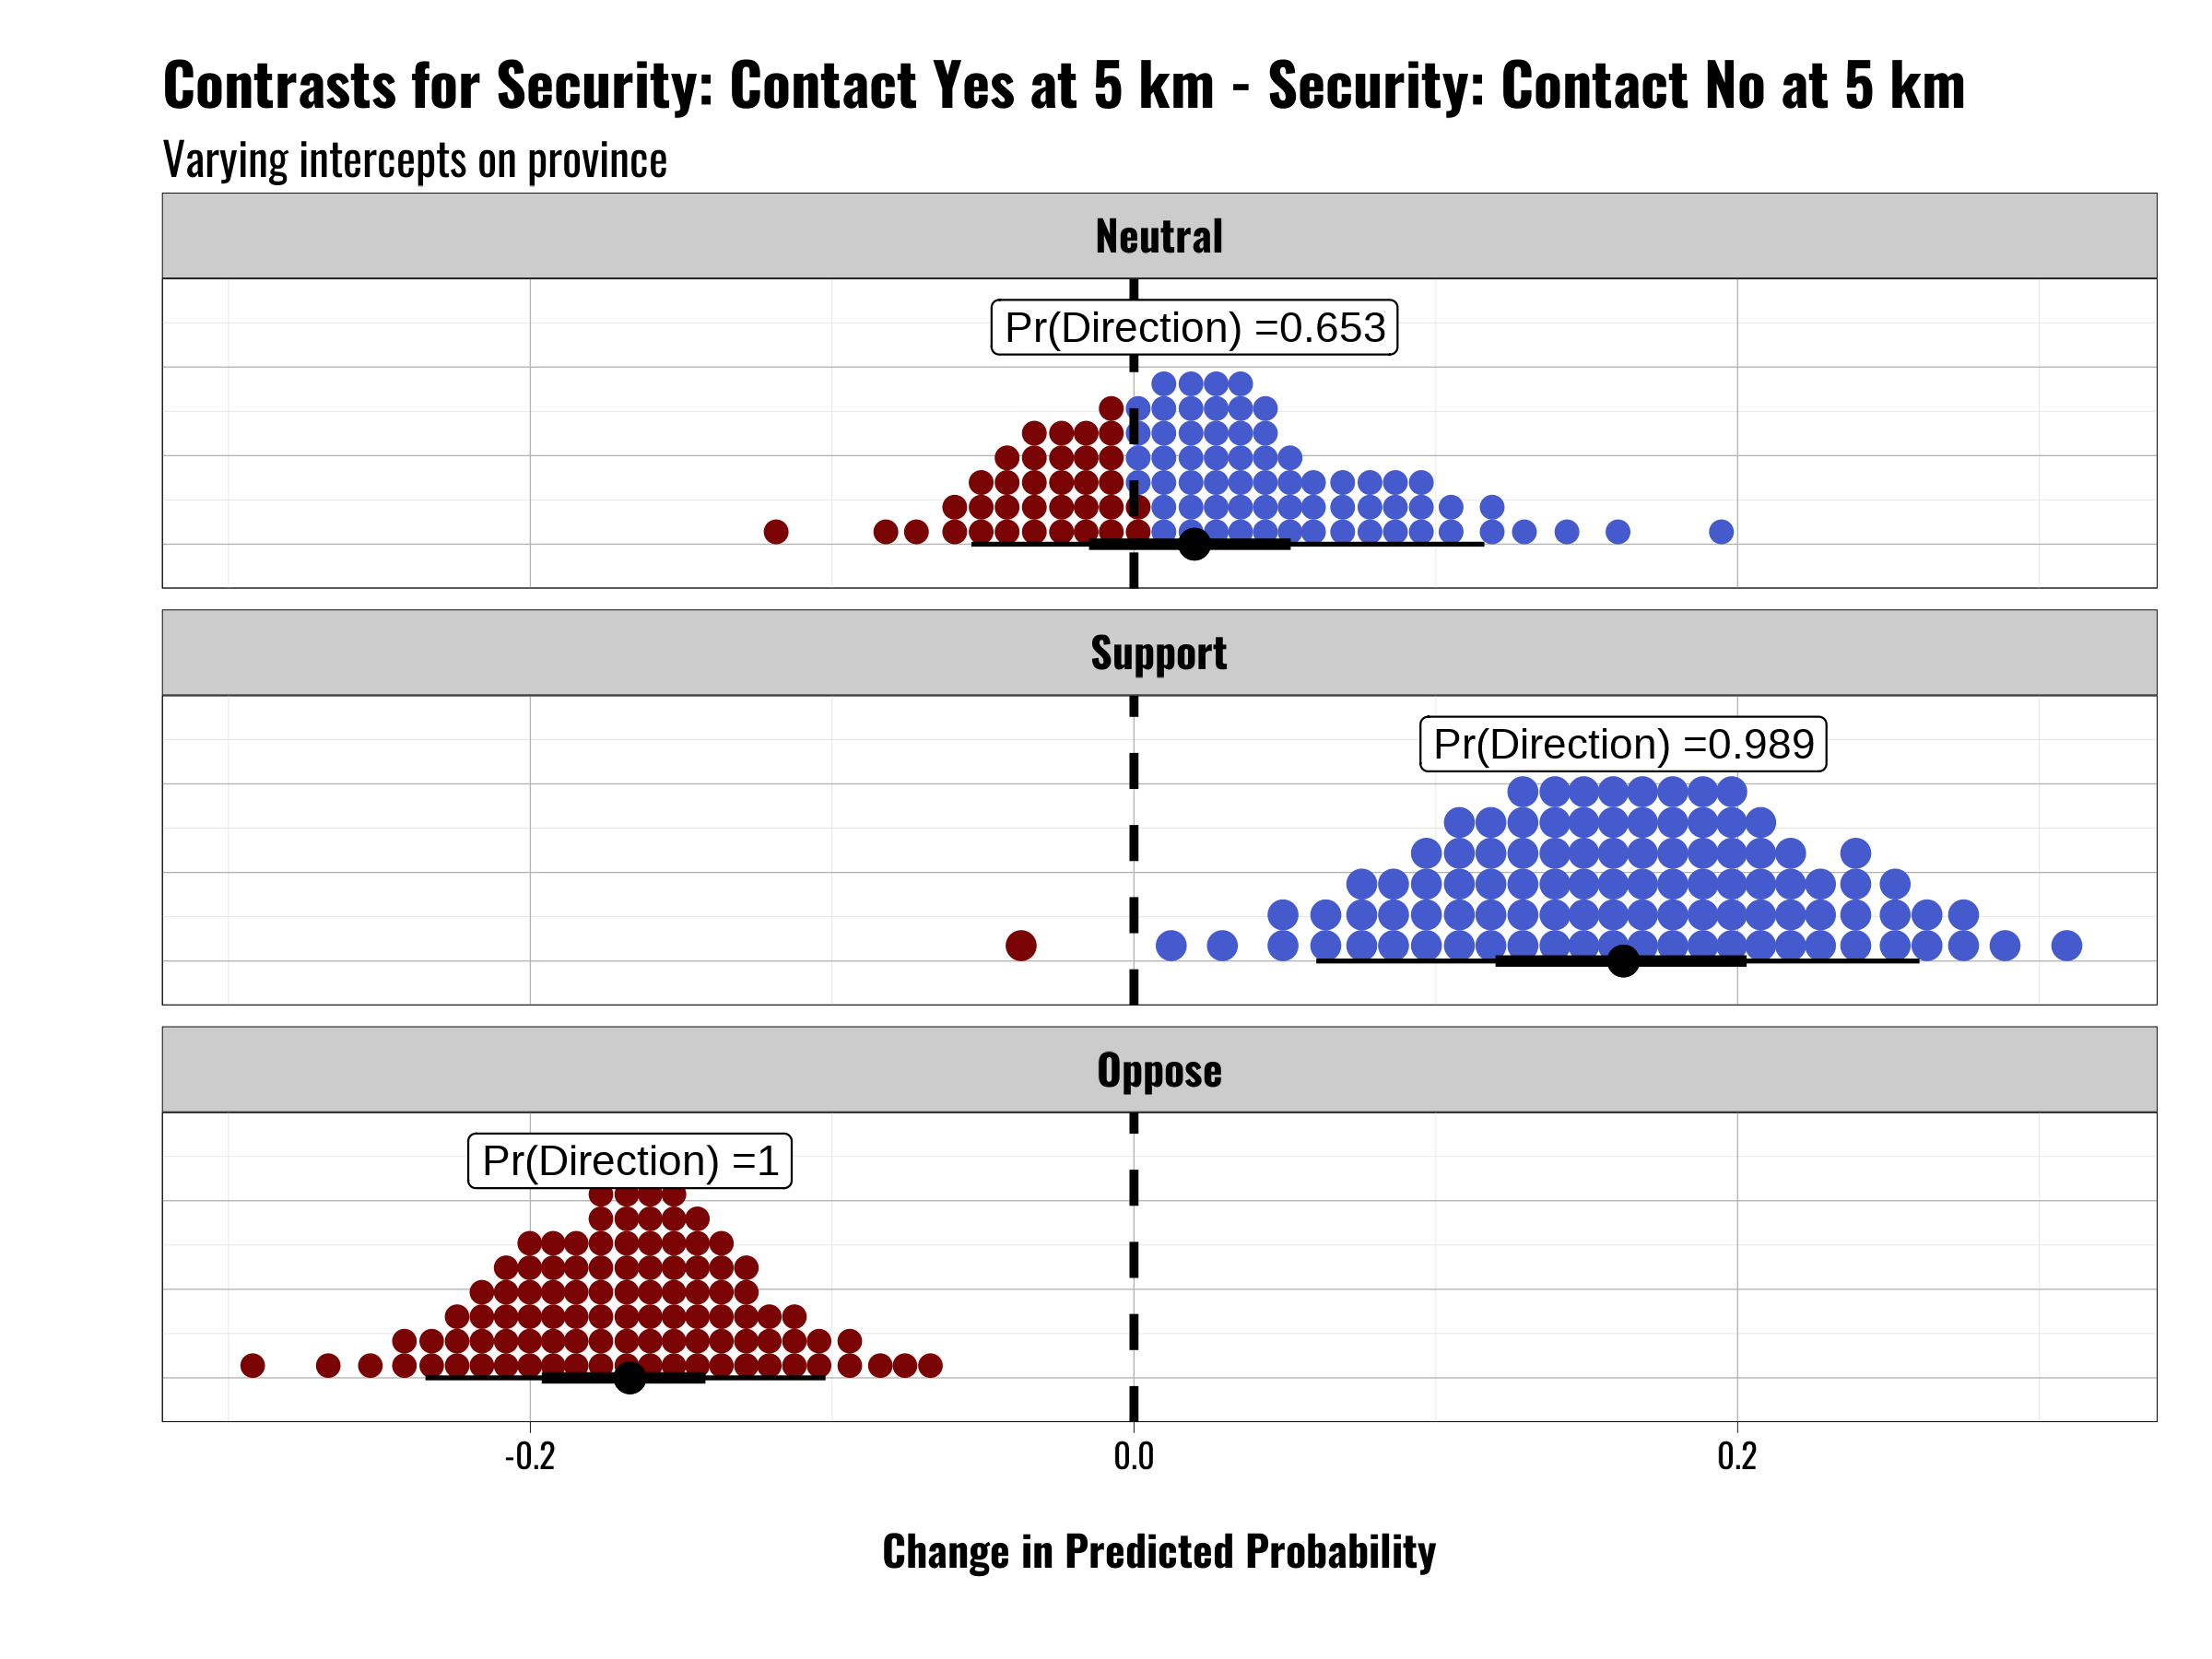 Contrasts for Security: Contact Yes at 5 km - Security: Contact No at 5 km
Varying intercepts on province
Neutral
Pr(Direction) =0.653
Support
Pr(Direction) =0.989
Oppose
Pr(Direction) =1
-0.2 0.0 0.2
Change in Predicted Probability